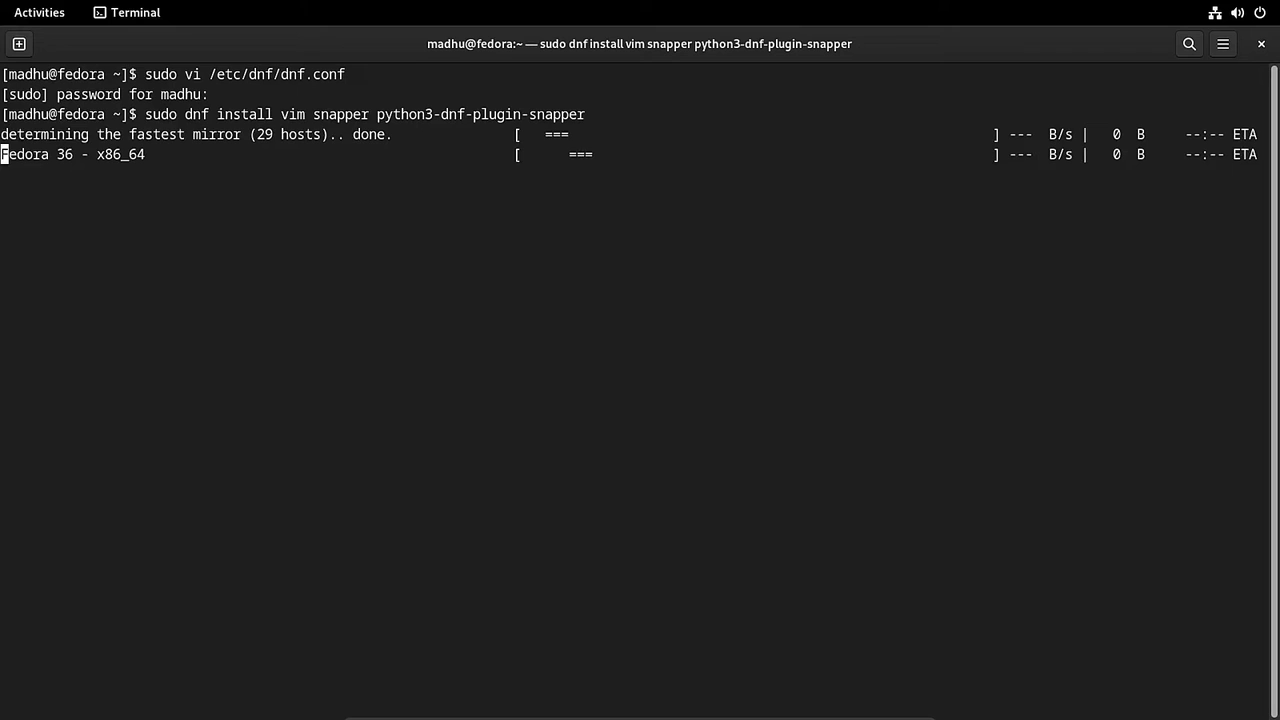 Activities Terminal
madhu@fedora:~ — sudo dnf install vim snapper python3-dnf-plugin-snapper
[madhu@fedora ~]$ sudo vi /etc/dnf/dnf.conf
[sudo] password for madhu:
[madhu@fedora ~]$ sudo dnf install vim snapper python3-dnf-plugin-snapper
determining the fastest mirror (29 hosts).. done. [ === ] --- B/s | 0 B --:-- ETA
Fedora 36 - x86_64 [ === ] --- B/s | 0 B --:-- ETA